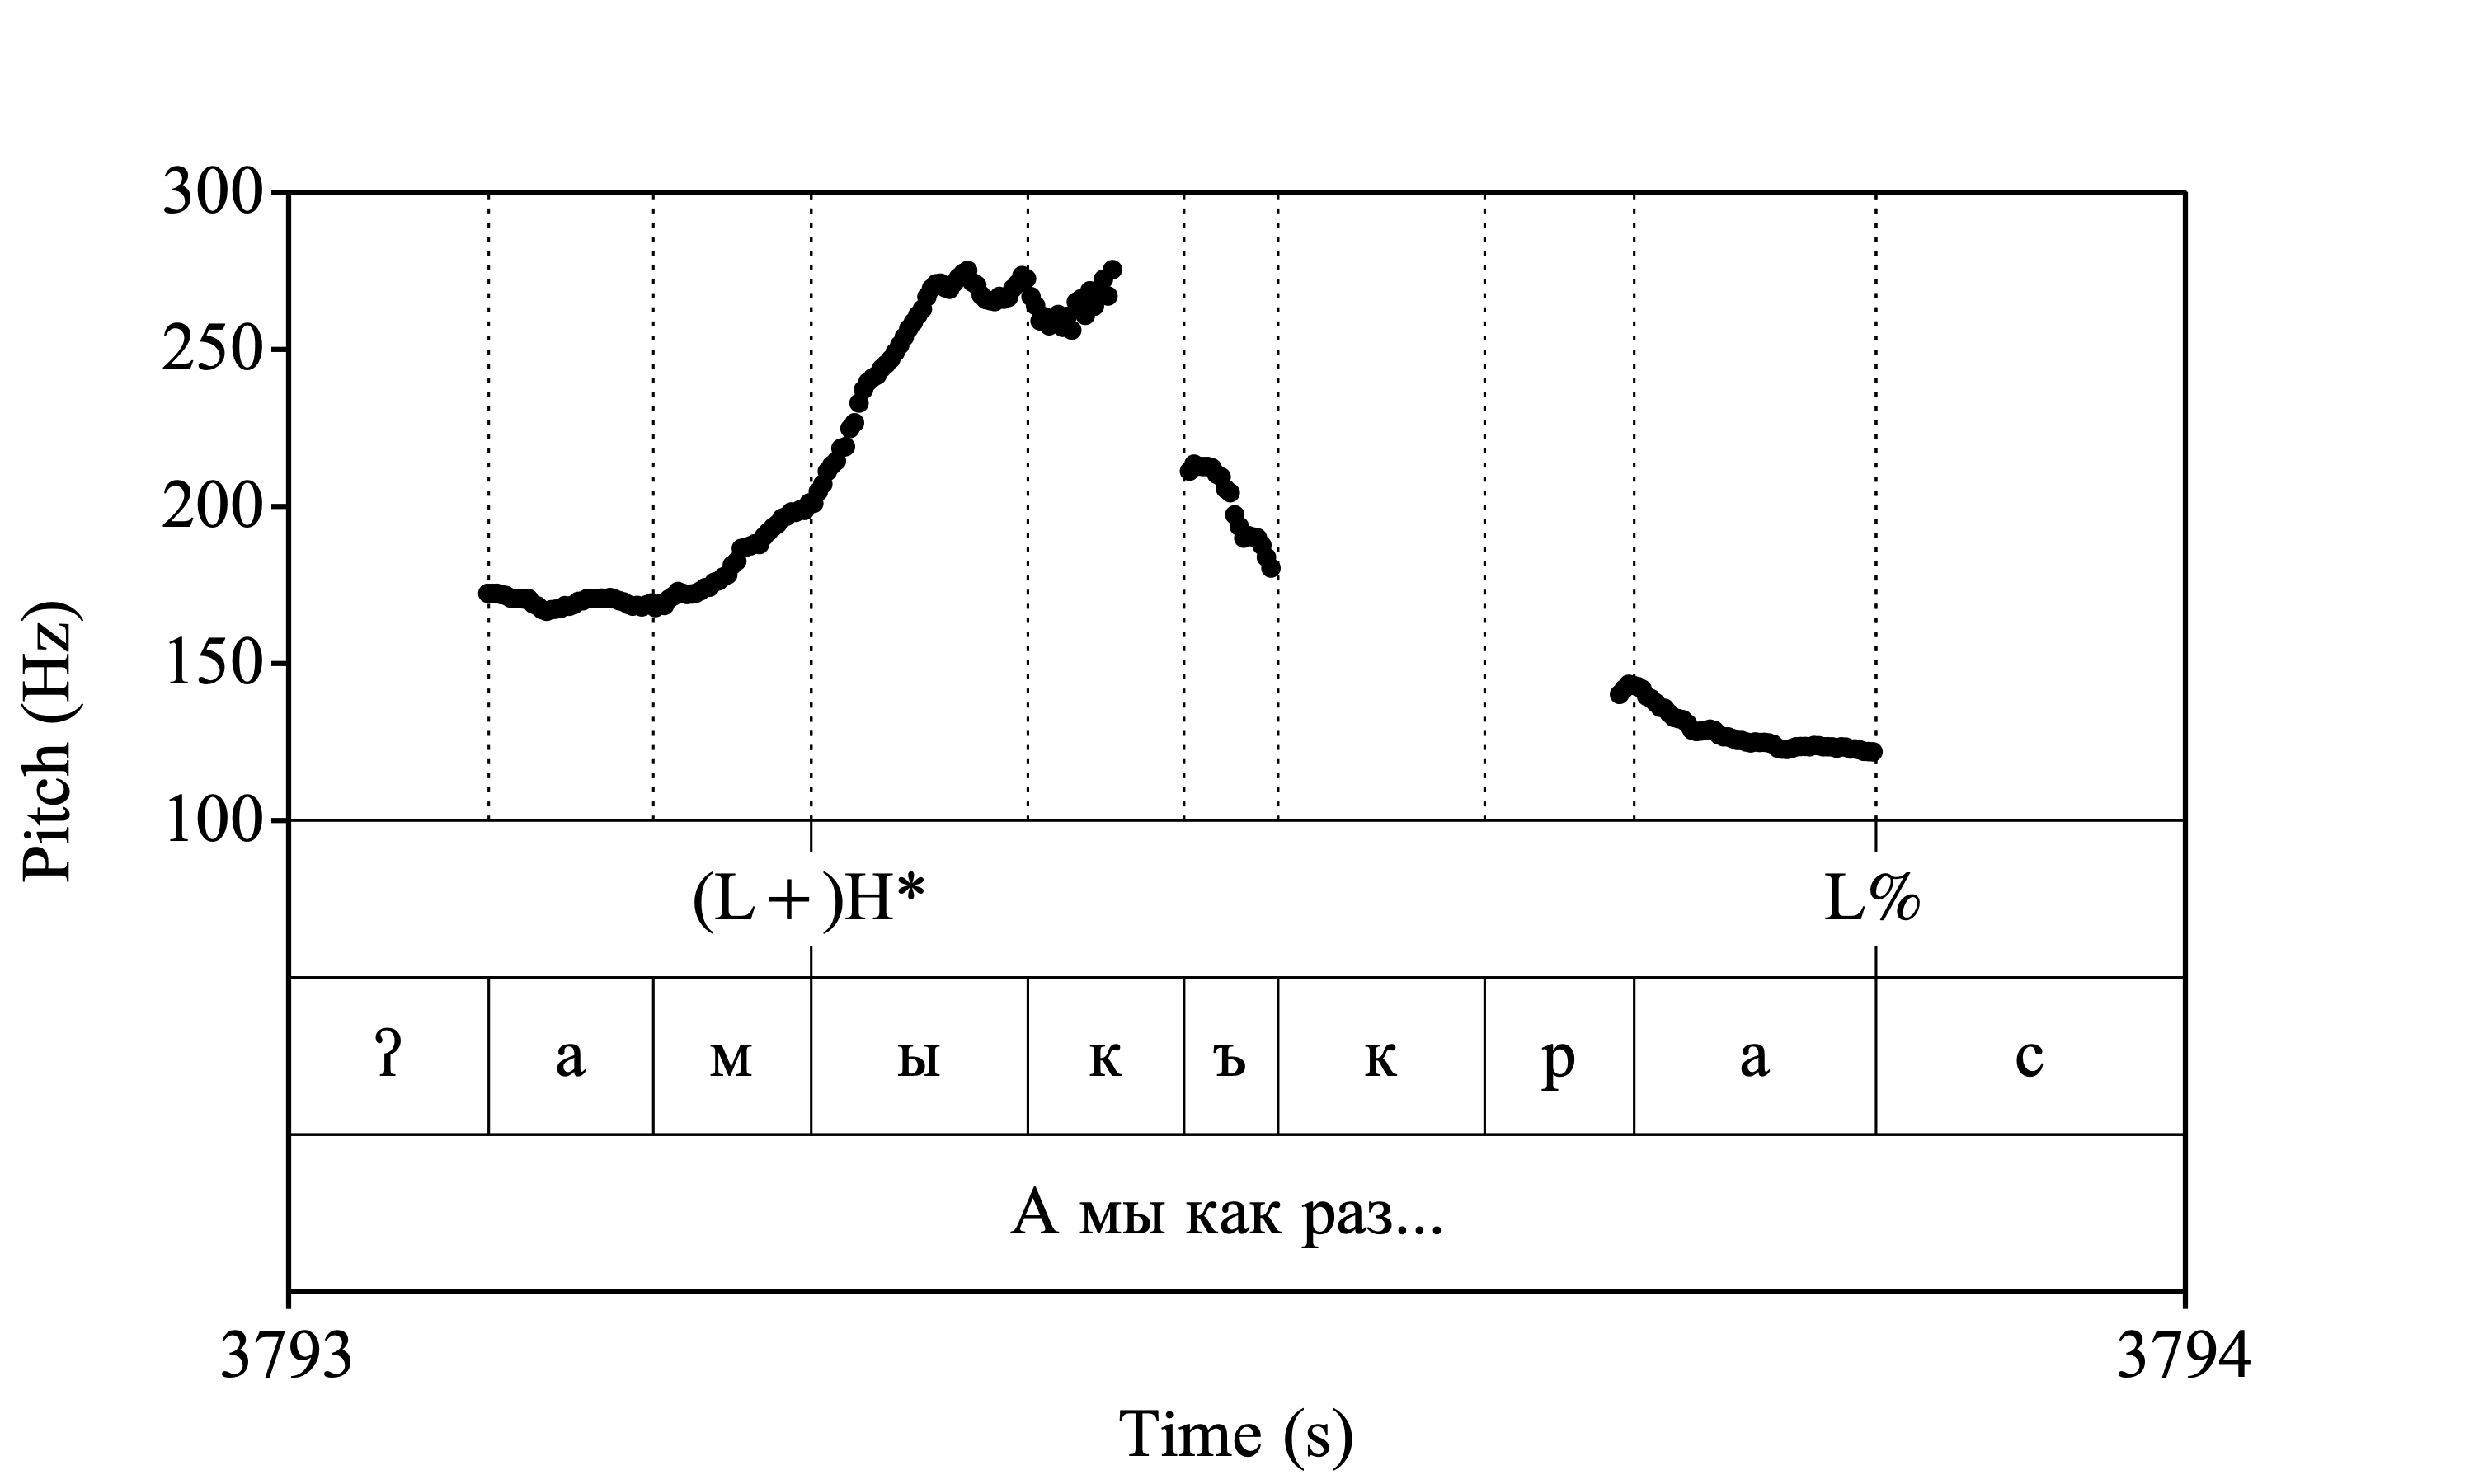 300
250
200
150
100
Pitch (Hz)
(L+)H* L%
ʔ а м ы к ъ к р а с
А мы как раз...
3793 3794
Time (s)